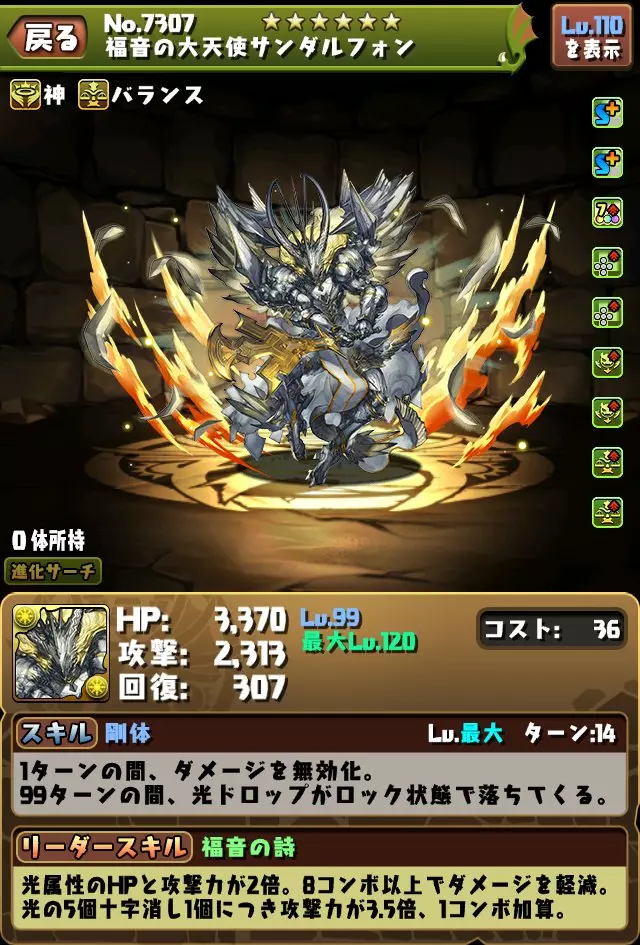 戻る
No.7307 ☆☆☆☆☆☆
福音の大天使サンダルフォン
Lv.110
を表示
神 バランス
S+
S+
7
0体所持
進化サーチ
HP: 3,370 Lv.99
最大Lv.120
攻撃: 2,313
回復: 307
コスト: 36
スキル 剛体 Lv.最大 ターン:14
1ターンの間、ダメージを無効化。
99ターンの間、光ドロップがロック状態で落ちてくる。
リーダースキル 福音の詩
光属性のHPと攻撃力が2倍。8コンボ以上でダメージを軽減。
光の5個十字消し1個につき攻撃力が3.5倍、1コンボ加算。